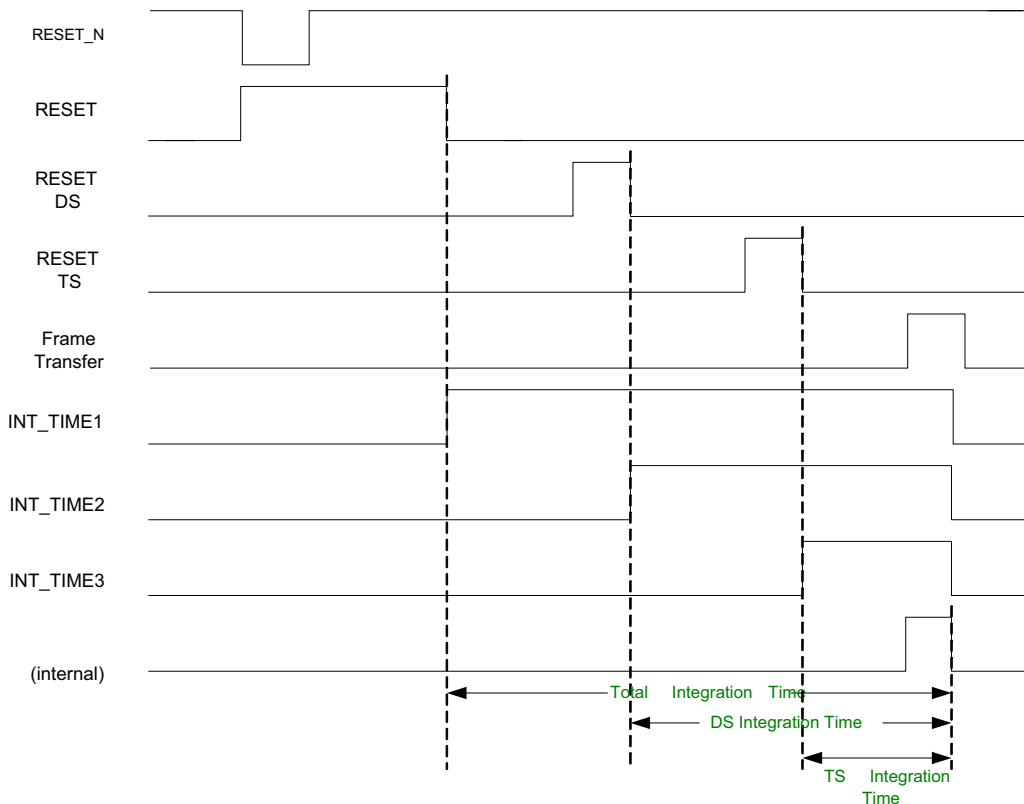 RESET_N
RESET
RESET
DS
RESET
TS
Frame
Transfer
INT_TIME1
INT_TIME2
INT_TIME3
(internal)
Total Integration Time
DS Integration Time
TS Integration
Time